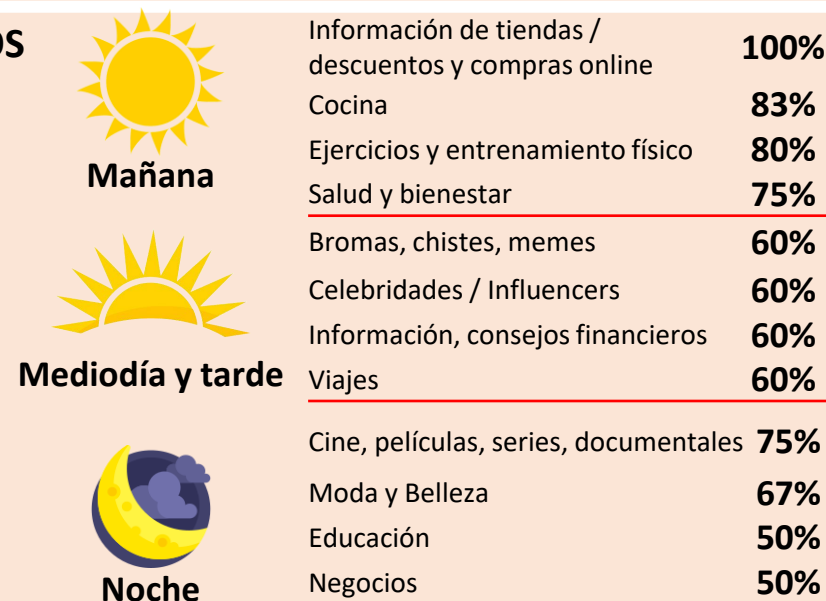 OS
Mañana
Información de tiendas /
descuentos y compras online 100%
Cocina 83%
Ejercicios y entrenamiento físico 80%
Salud y bienestar 75%
Mediodía y tarde
Bromas, chistes, memes 60%
Celebridades / Influencers 60%
Información, consejos financieros 60%
Viajes 60%
Noche
Cine, películas, series, documentales 75%
Moda y Belleza 67%
Educación 50%
Negocios 50%